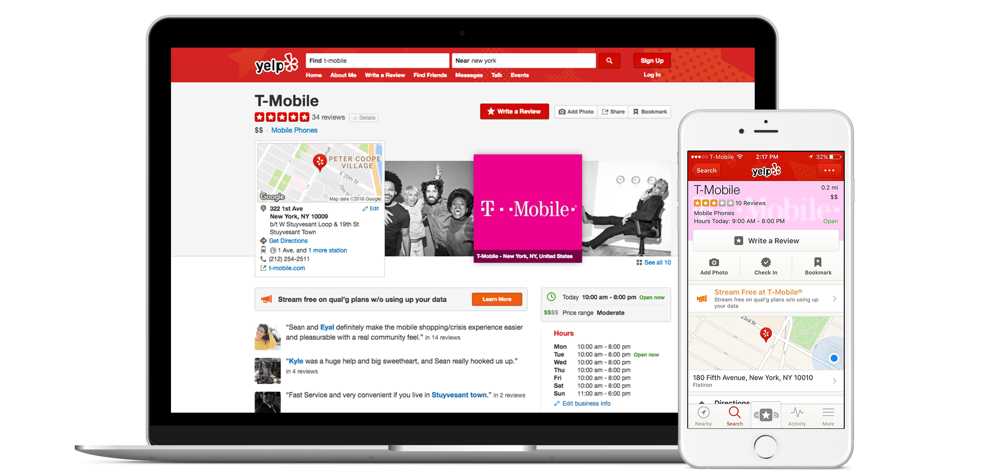 yelp
Find t-mobile
Near new york
Sign Up
Home About Me Write a Review Find Friends Messages Talk Events
Log In
T-Mobile
34 reviews Details
$$ · Mobile Phones
Write a Review
Add Photo Share Bookmark
PETER COOPE
VILLAGE
E 20th St
20th St
Google
Map data ©2016 Google
322 1st Ave
Edit
New York, NY 10009
b/t W Stuyvesant Loop & 19th St
Stuyvesant Town
Get Directions
L 1 Ave. and 1 more station
(212) 254-2511
t-mobile.com
T··Mobile·®
T-Mobile - New York, NY, United States
See all 10
Stream free on qual'g plans w/o using up your data
Learn More
“Sean and Eyal definitely make the mobile shopping/crisis experience easier
and pleasurable with a real community feel.” in 14 reviews
“Kyle was a huge help and big sweetheart, and Sean really hooked us up.”
in 4 reviews
“Fast Service and very convenient if you live in Stuyvesant town.” in 2 reviews
Today 10:00 am - 8:00 pm Open now
$$$$ Price range Moderate
Hours
Mon 10:00 am - 8:00 pm
Tue 10:00 am - 8:00 pm Open now
Wed 10:00 am - 8:00 pm
Thu 10:00 am - 8:00 pm
Fri 10:00 am - 8:00 pm
Sat 10:00 am - 8:00 pm
Sun 11:00 am - 6:00 pm
Edit business info
T-Mobile 2:17 PM 32%
Search
yelp
T-Mobile
0.2 mi
$$
10 Reviews
Mobile Phones
Hours Today: 9:00 AM - 8:00 PM
Open
T··Mobile·
Write a Review
Add Photo Check In Bookmark
Stream Free at T-Mobile®
Stream free on qual'g plans w/o using up
your data
23rd St
180 Fifth Avenue, New York, NY 10010
Flatiron
Directions
Nearby Search Activity More